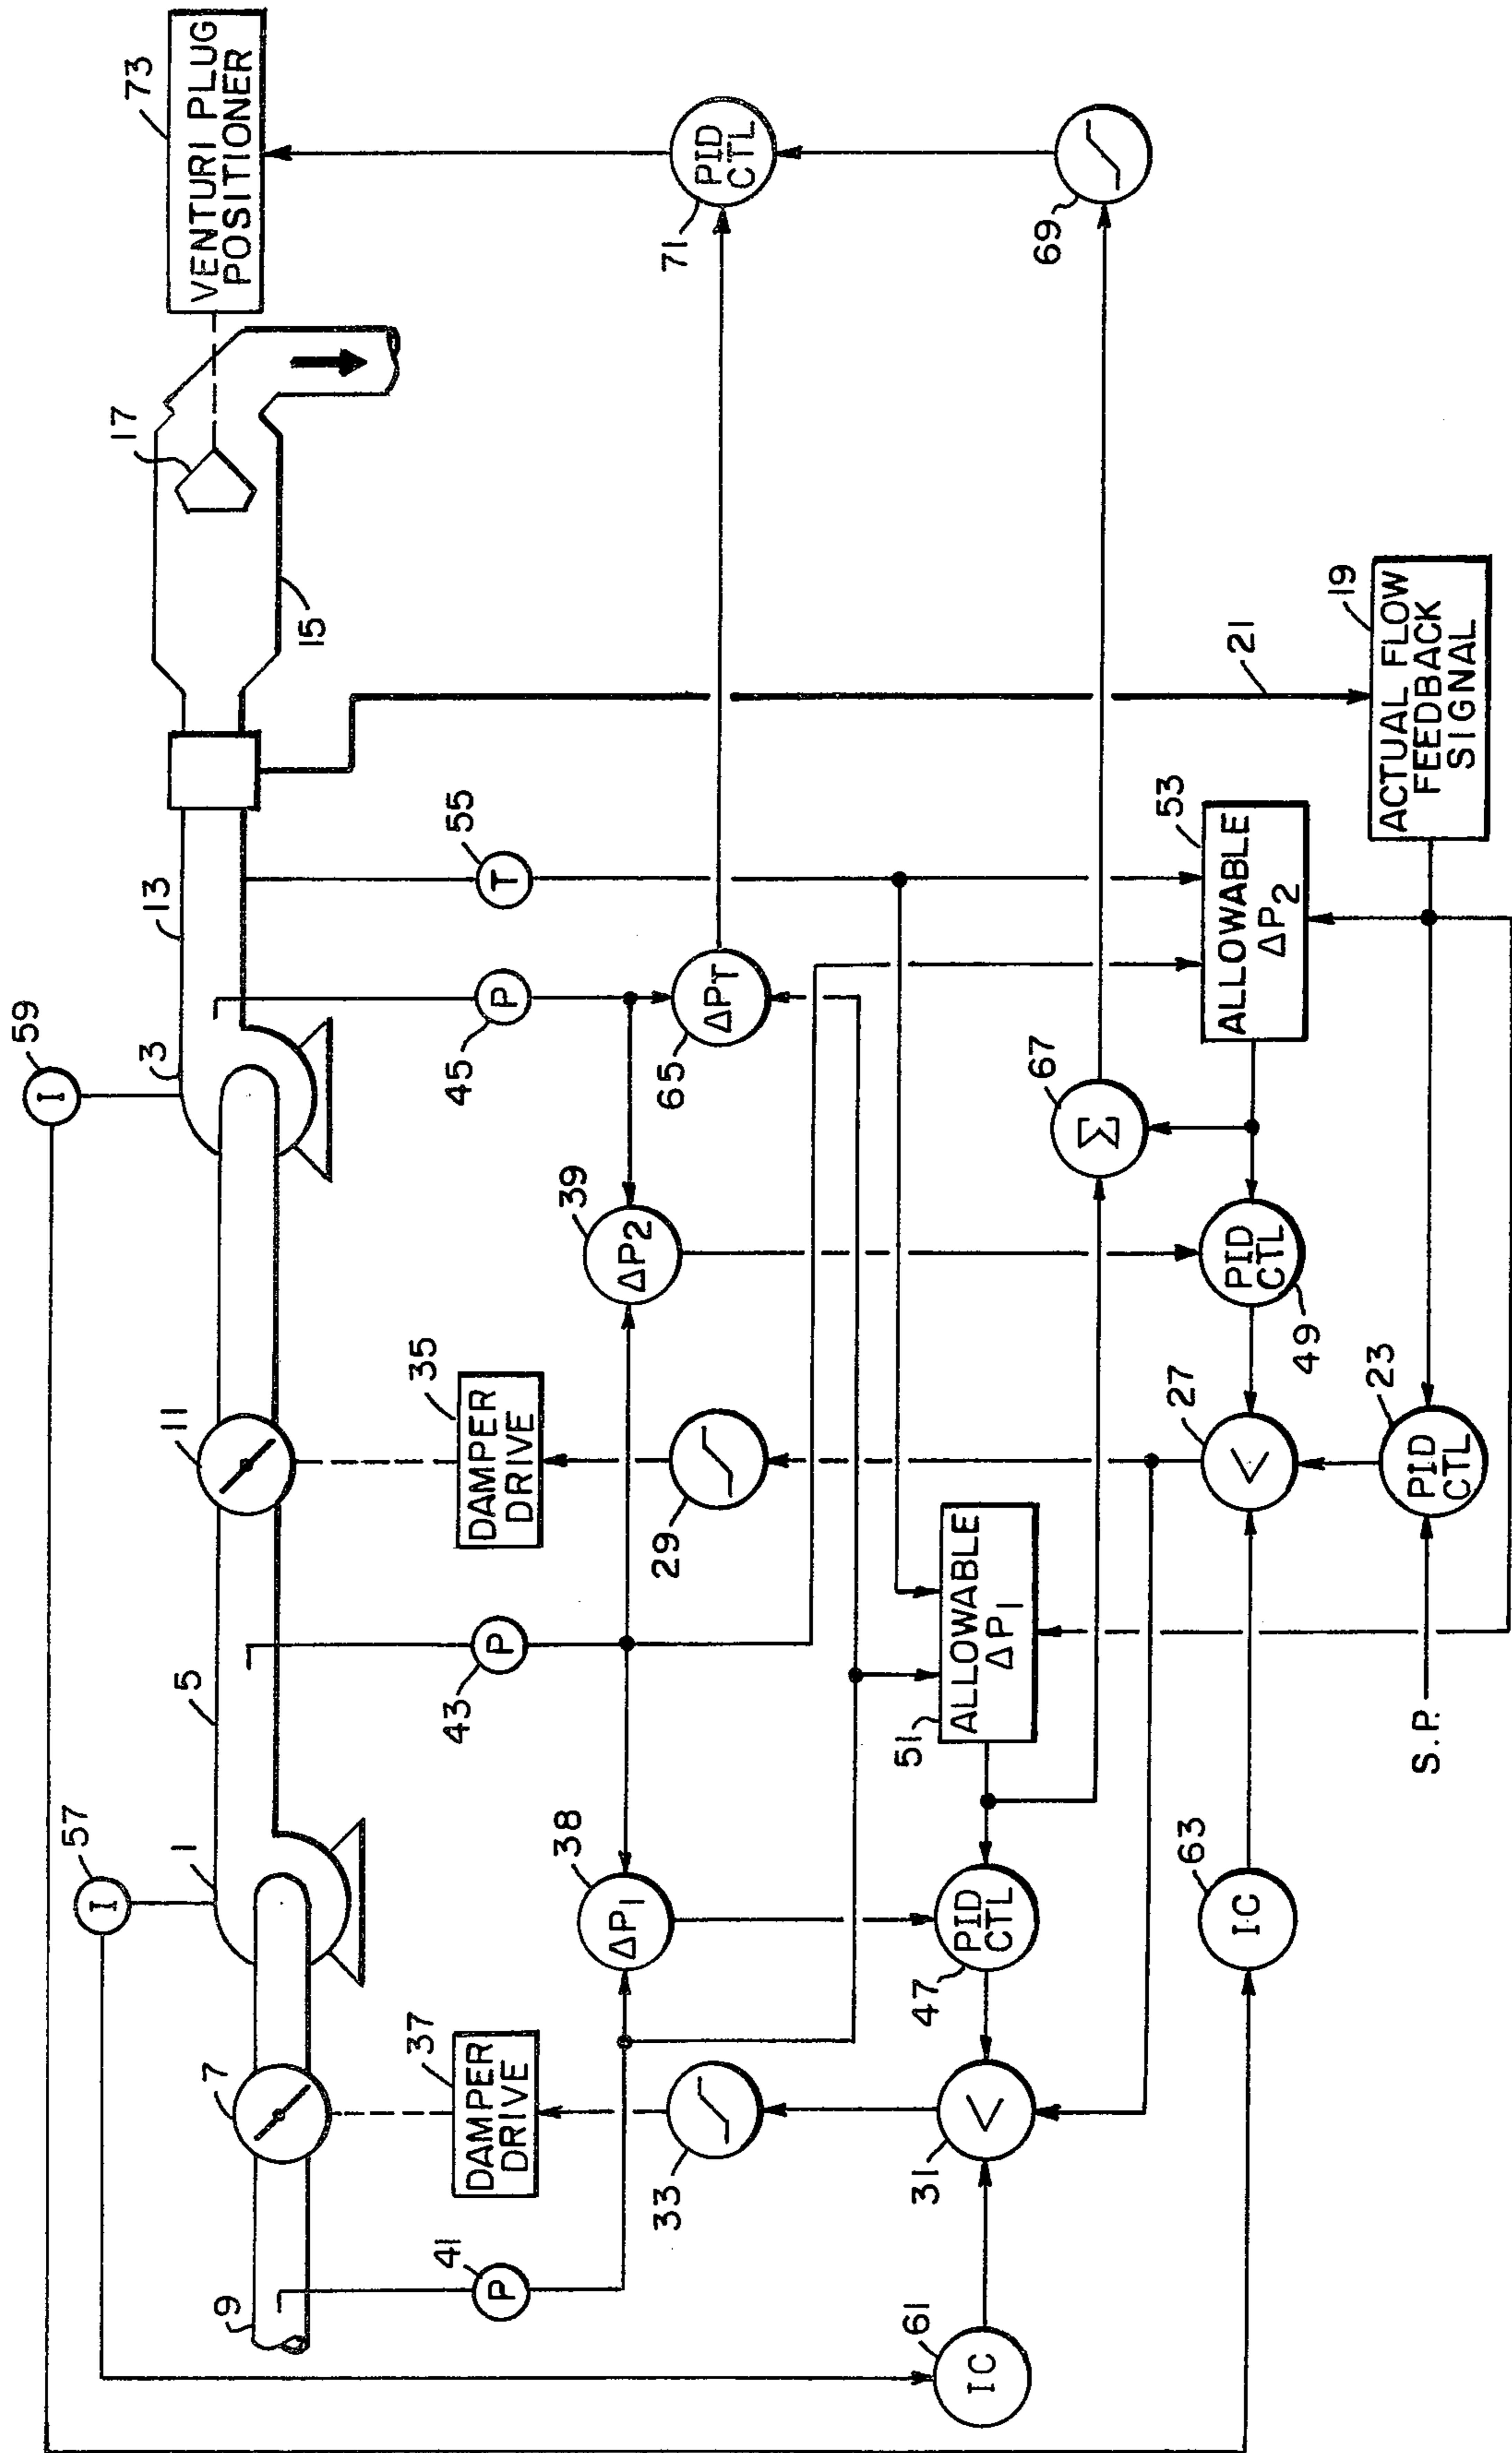 59
57
1
5
11
3
13
17
VENTURI PLUG
POSITIONER
73
7
9
15
37
DAMPER
DRIVE
35
DAMPER
DRIVE
41
P
43
P
45
P
55
T
I
I
38
ΔP1
39
ΔP2
65
ΔPT
71
PID
CTL
33
29
51
ALLOWABLE
ΔP1
67
Σ
69
61
IC
31
<
47
PID
CTL
21
63
IC
27
<
49
PID
CTL
53
ALLOWABLE
ΔP2
S.P.
23
PID
CTL
19
ACTUAL FLOW
FEEDBACK
SIGNAL